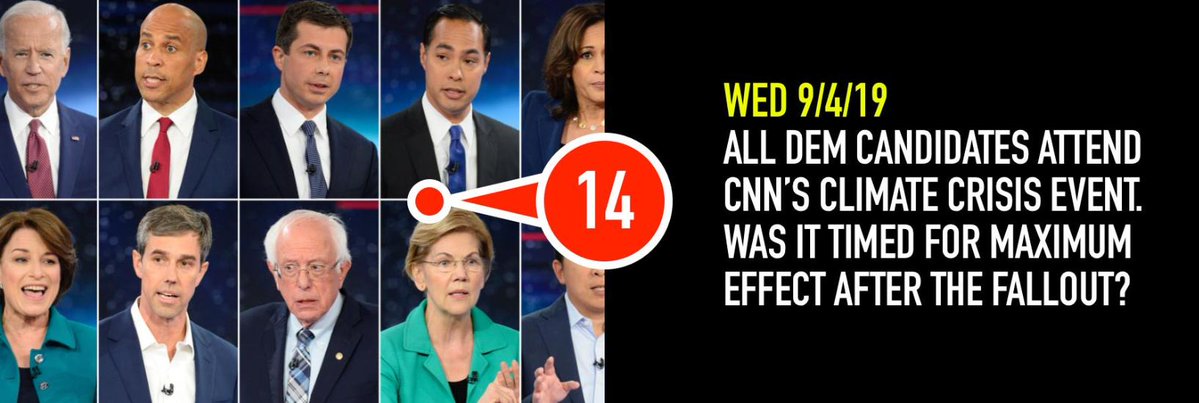 14
WED 9/4/19
ALL DEM CANDIDATES ATTEND
CNN'S CLIMATE CRISIS EVENT.
WAS IT TIMED FOR MAXIMUM
EFFECT AFTER THE FALLOUT?